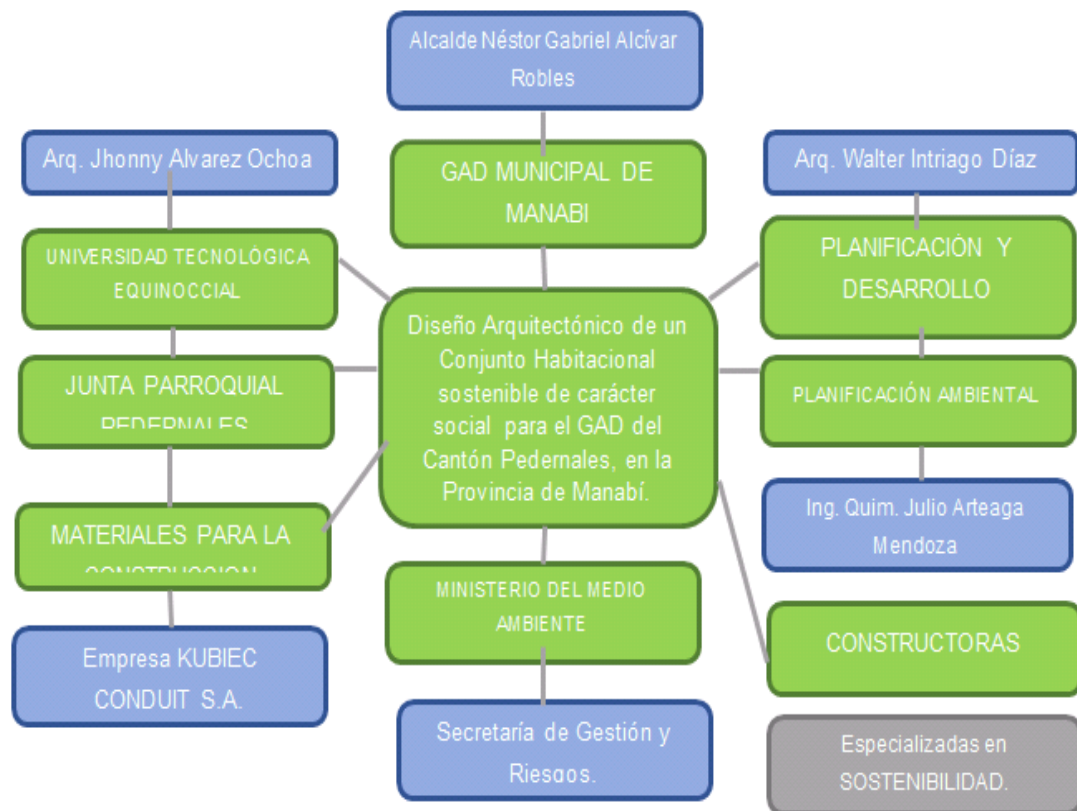 Alcalde Néstor Gabriel Alcívar
Robles
Arq. Jhonny Alvarez Ochoa
GAD MUNICIPAL DE
MANABI
Arq. Walter Intriago Díaz
UNIVERSIDAD TECNOLÓGICA
EQUINOCCIAL
PLANIFICACIÓN Y
DESARROLLO
Diseño Arquitectónico de un
Conjunto Habitacional
sostenible de carácter
social para el GAD del
Cantón Pedernales, en la
Provincia de Manabí.
JUNTA PARROQUIAL
PEDERNALES
PLANIFICACIÓN AMBIENTAL
MATERIALES PARA LA
CONSTRUCCION
Ing. Quim. Julio Arteaga
Mendoza
MINISTERIO DEL MEDIO
AMBIENTE
Empresa KUBIEC
CONDUIT S.A.
CONSTRUCTORAS
Secretaría de Gestión y
Riesgos.
Especializadas en
SOSTENIBILIDAD.